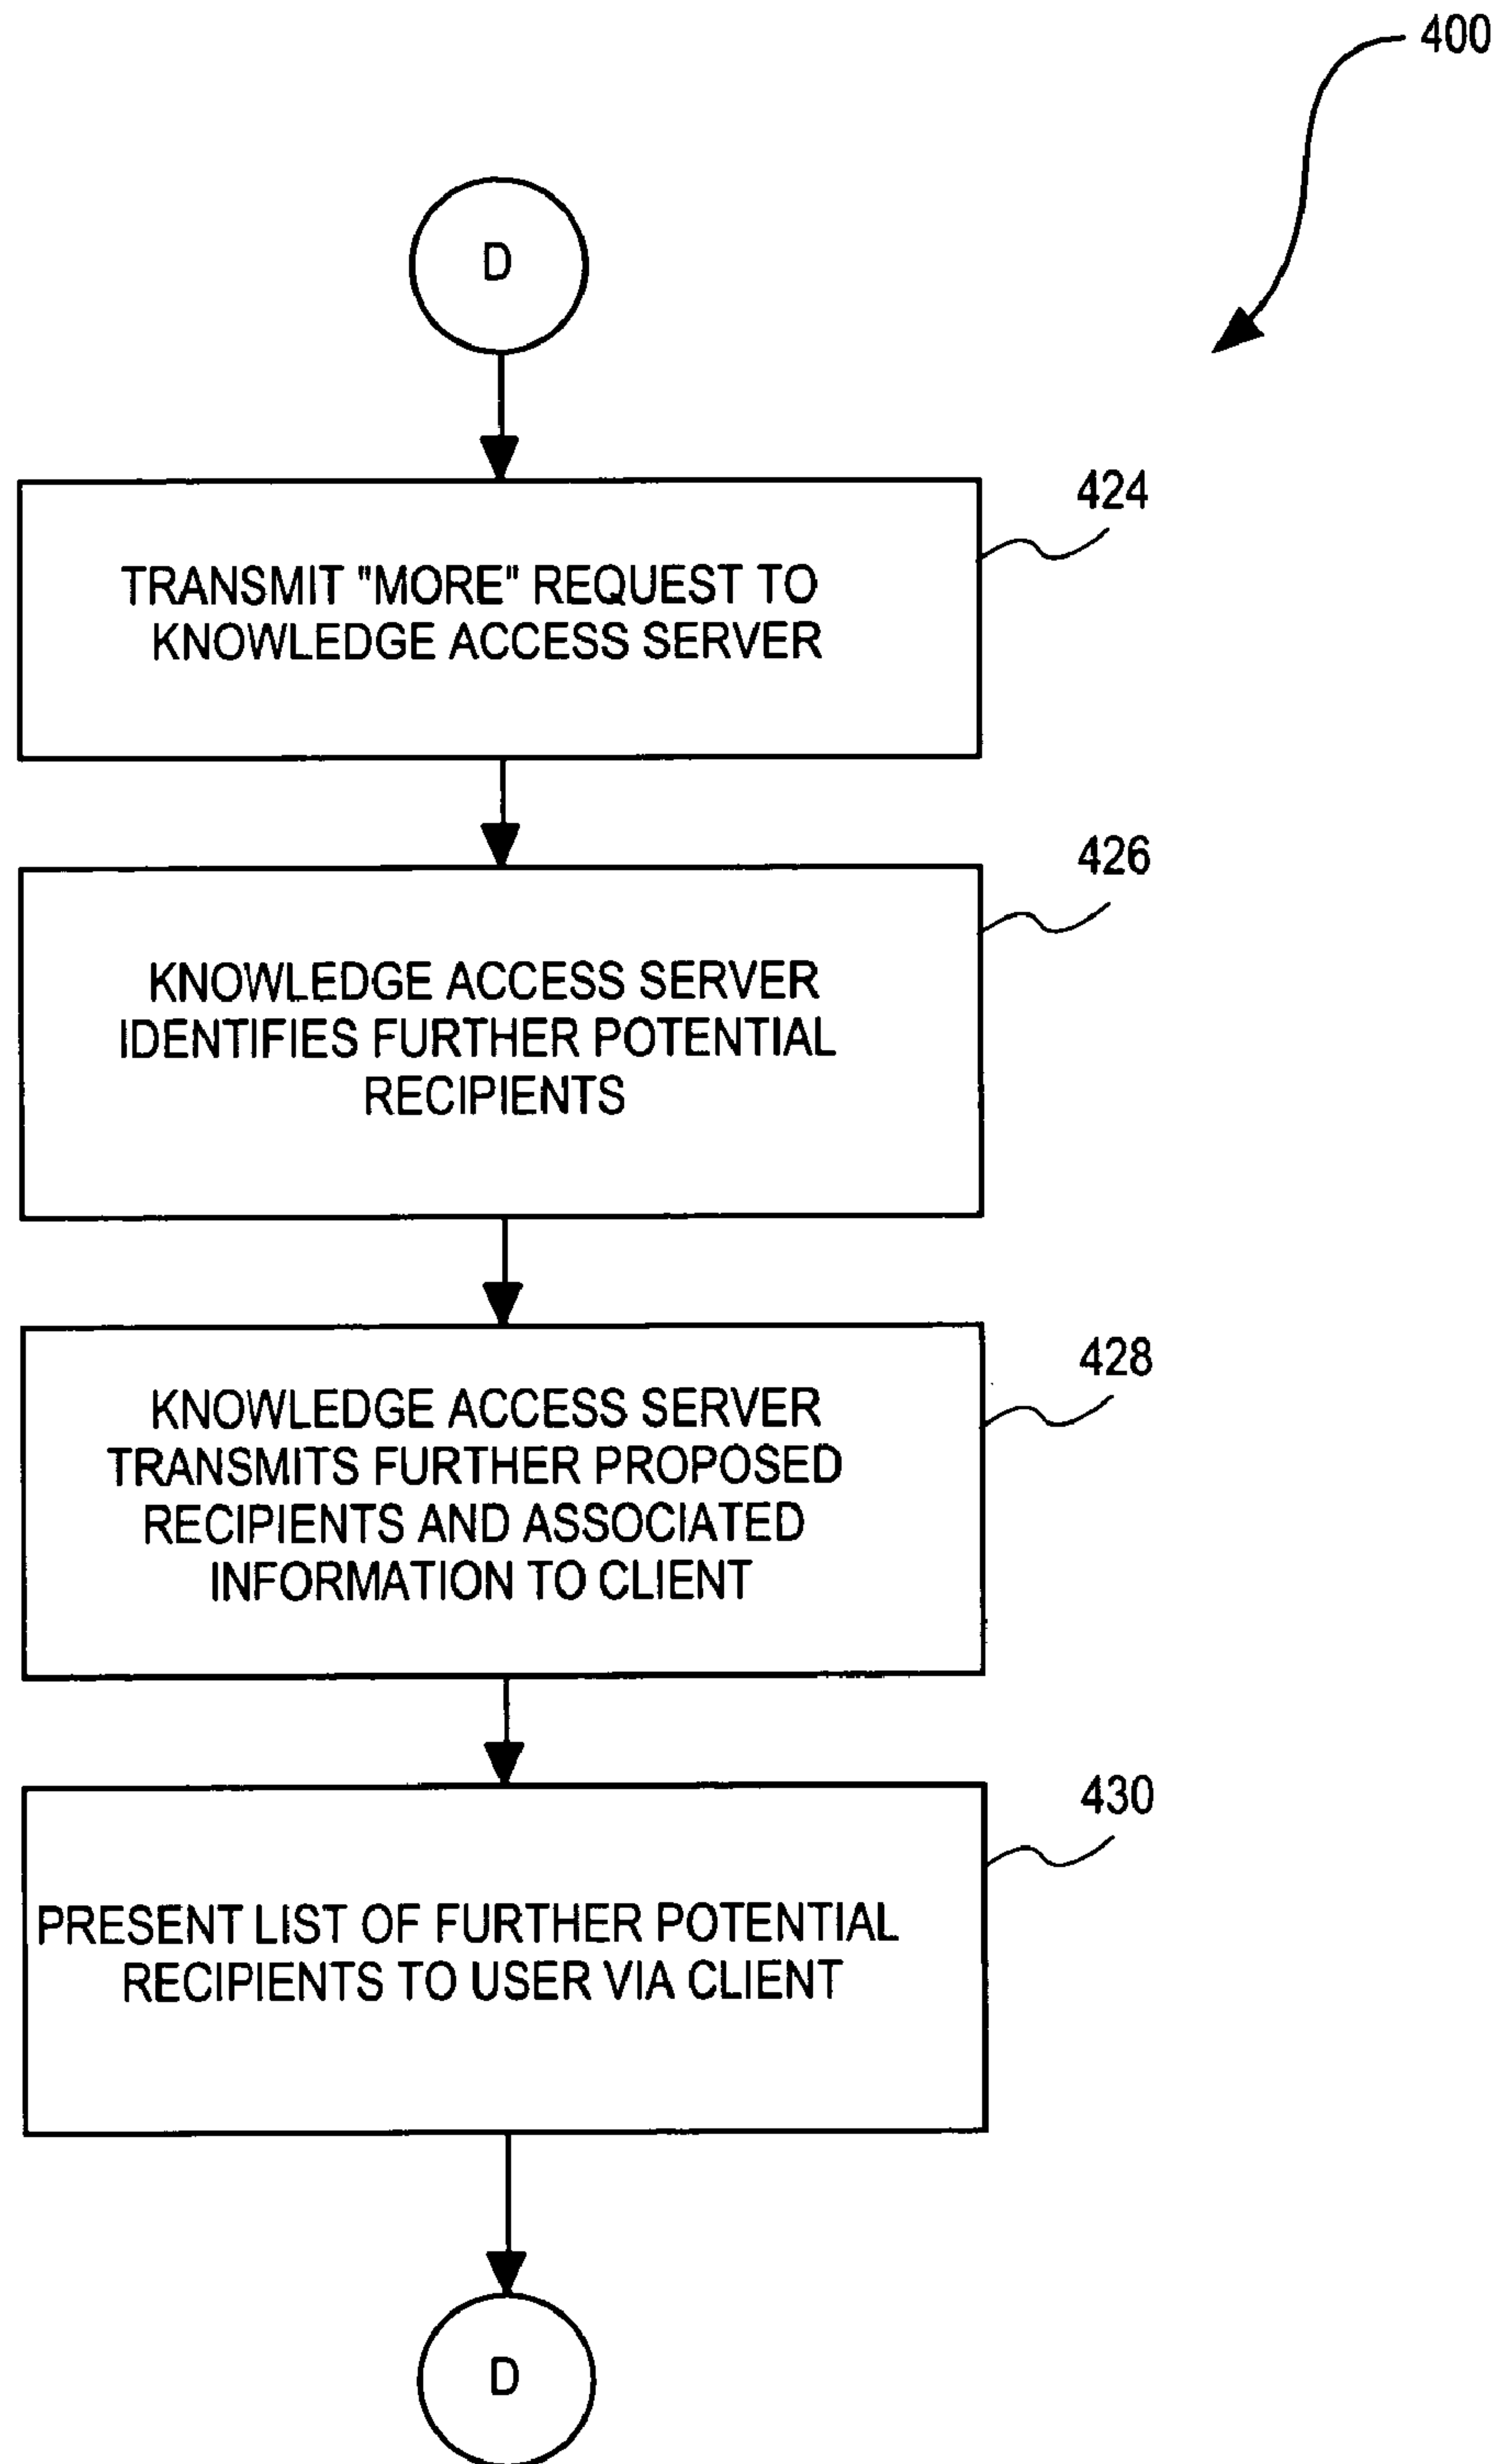 400
D
424
TRANSMIT "MORE" REQUEST TO
KNOWLEDGE ACCESS SERVER
426
KNOWLEDGE ACCESS SERVER
IDENTIFIES FURTHER POTENTIAL
RECIPIENTS
428
KNOWLEDGE ACCESS SERVER
TRANSMITS FURTHER PROPOSED
RECIPIENTS AND ASSOCIATED
INFORMATION TO CLIENT
430
PRESENT LIST OF FURTHER POTENTIAL
RECIPIENTS TO USER VIA CLIENT
D